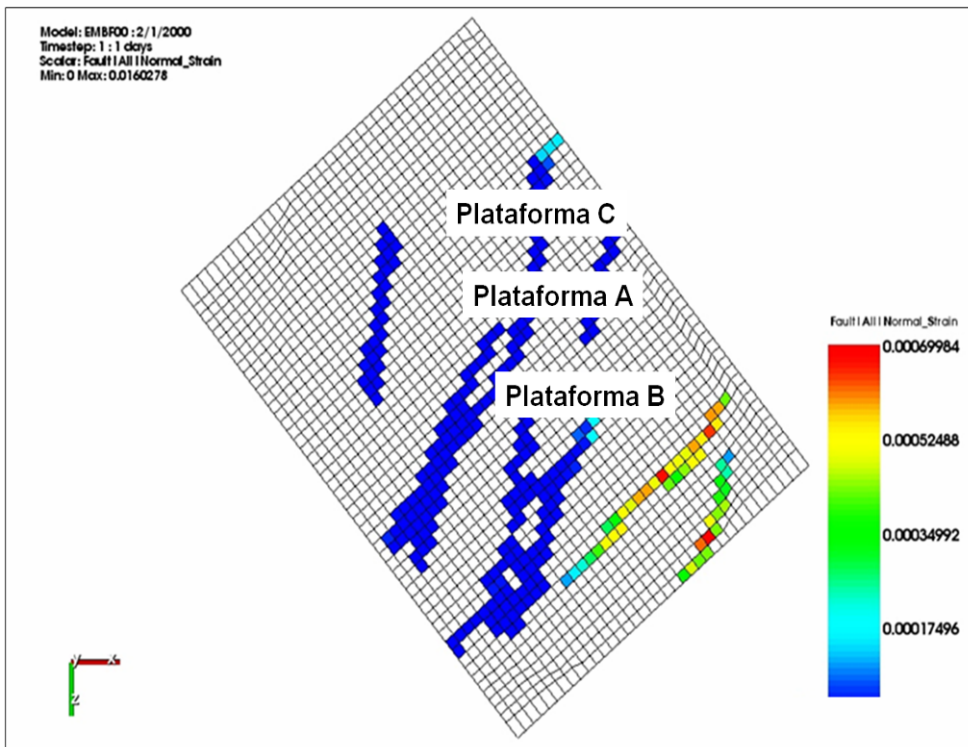 Model: EMBF00 : 2/1/2000
Timestep: 1 : 1 days
Scalar: Fault|All|Normal_Strain
Min: 0 Max: 0.0160278
Plataforma C
Plataforma A
Plataforma B
Fault|All|Normal_Strain
0.00069984
0.00052488
0.00034992
0.00017496
y x
z